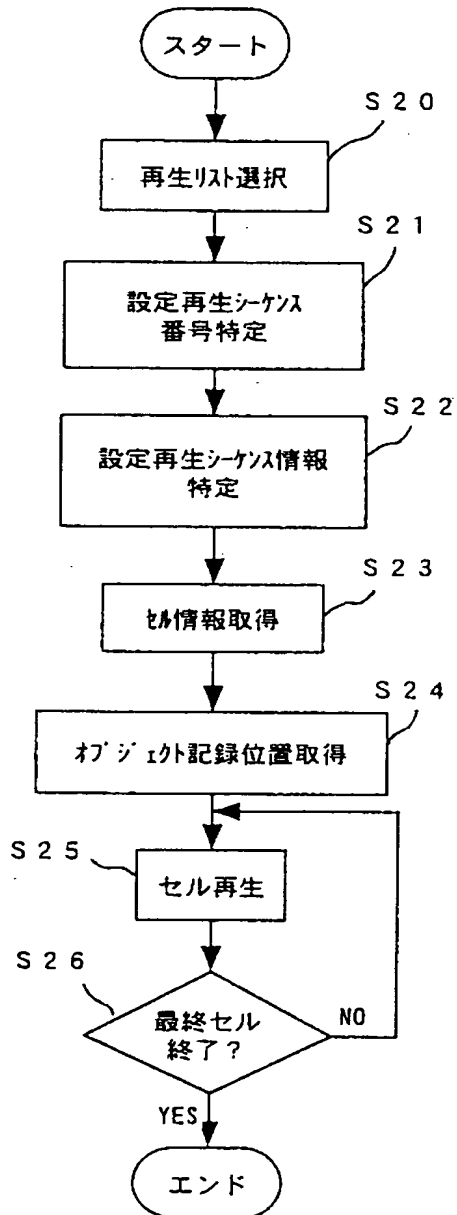 スタート
S20
再生リスト選択
S21
設定再生シーケンス
番号特定
S22
設定再生シーケンス情報
特定
S23
セル情報取得
S24
オブジェクト記録位置取得
S25
セル再生
S26
最終セル
終了?
NO
YES
エンド